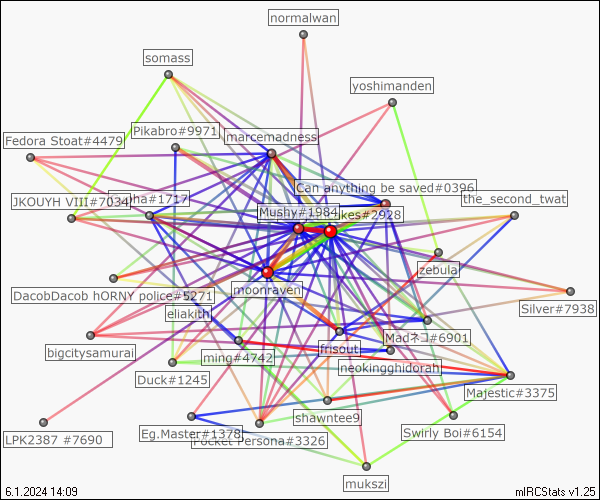 normalwan
somass
yoshimanden
Pikabro#9971
marcemadness
Fedora Stoat#4479
Can anything be saved#0396
JKOUYH VIII#7034
pha#1717
Mushy#1984
kes#2928
the_second_twat
zebula
DacobDacob hORNY police#5271
moonraven
Silver#7938
eliakith
Madネコ#6901
bigcitysamurai
ming#4742
frisout
neokingghidorah
Duck#1245
Majestic#3375
shawntee9
LPK2387 #7690
Eg.Master#1378
Pocket Persona#3326
Swirly Boi#6154
mukszi
6.1.2024 14:09
mIRCStats v1.25